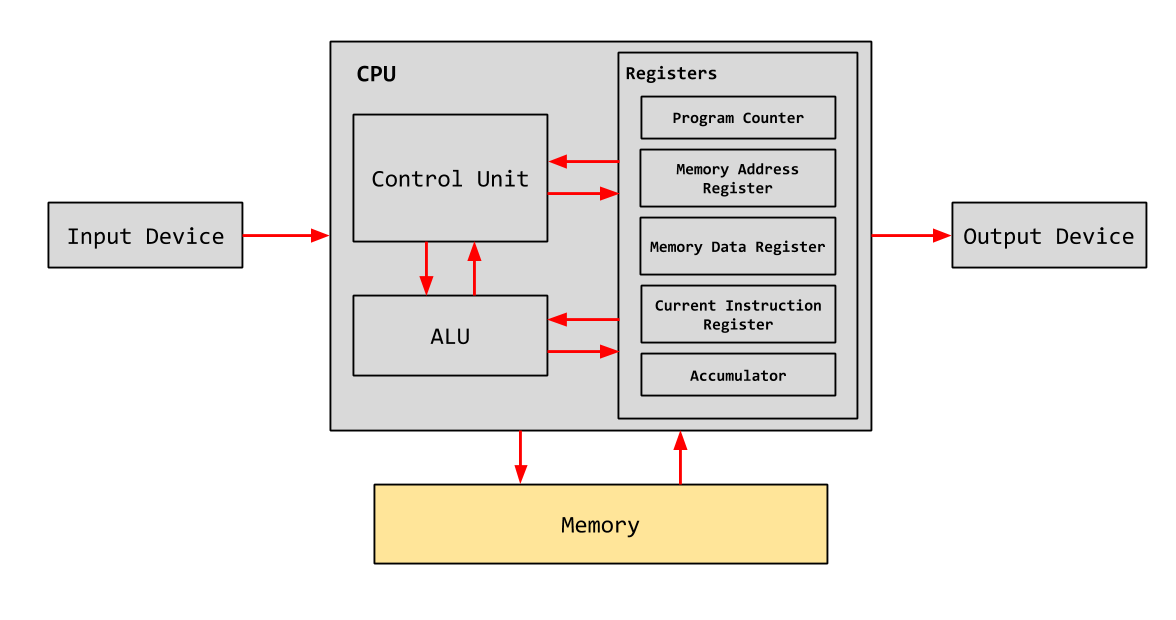 CPU
Registers
Program Counter
Memory Address
Register
Control Unit
Input Device
Memory Data Register
Output Device
Current Instruction
Register
ALU
Accumulator
Memory